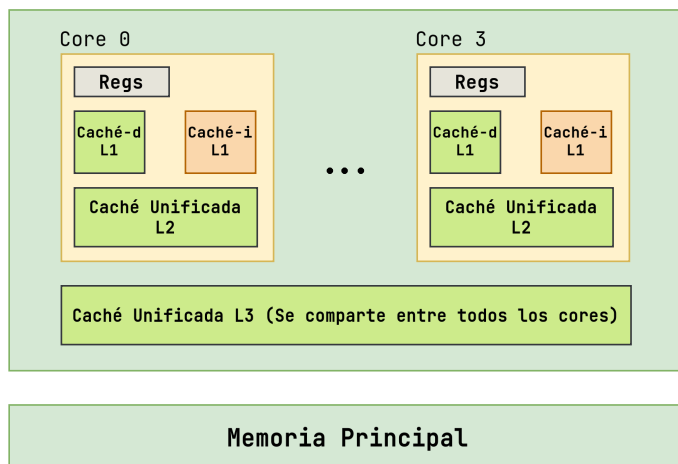 Core 0
Core 3
Regs
Regs
Caché-d
L1
Caché-i
L1
Caché-d
L1
Caché-i
L1
Caché Unificada
L2
Caché Unificada
L2
...
Caché Unificada L3 (Se comparte entre todos los cores)
Memoria Principal